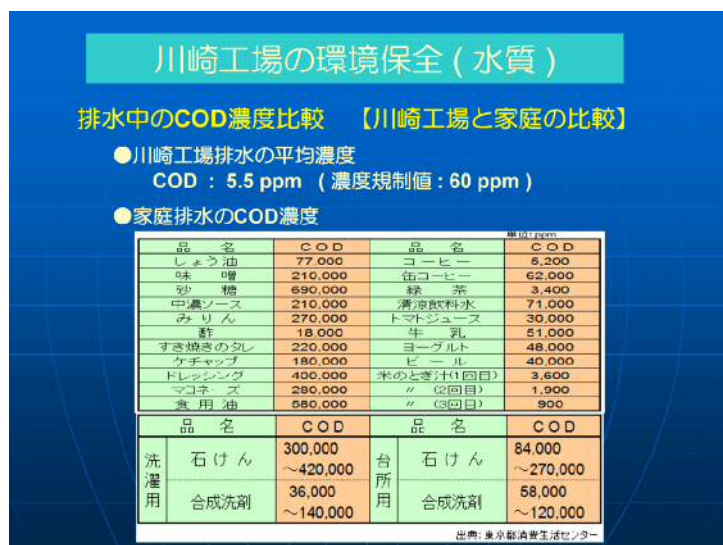 川崎工場の環境保全 ( 水質 )
排水中のCOD濃度比較 【川崎工場と家庭の比較】
●川崎工場排水の平均濃度
COD : 5.5 ppm ( 濃度規制値 : 60 ppm )
●家庭排水のCOD濃度
単位:ppm
品 名 COD 品 名 COD
しょう油 77,000 コーヒー 5,200
味 噌 210,000 缶コーヒー 62,000
砂 糖 690,000 緑 茶 3,400
中濃ソース 210,000 清涼飲料水 71,000
みりん 270,000 トマトジュース 30,000
酢 18,000 牛 乳 51,000
すき焼きのタレ 220,000 ヨーグルト 48,000
ケチャップ 180,000 ビール 40,000
ドレッシング 400,000 米のとぎ汁(1回目) 3,600
マヨネーズ 280,000 〃 (2回目) 1,900
食用油 580,000 〃 (3回目) 900
品 名 COD 品 名 COD
洗濯用 石けん 300,000 ～420,000 台所用 石けん 84,000 ～270,000
合成洗剤 36,000 ～140,000 合成洗剤 58,000 ～120,000
出典:東京都消費生活センター